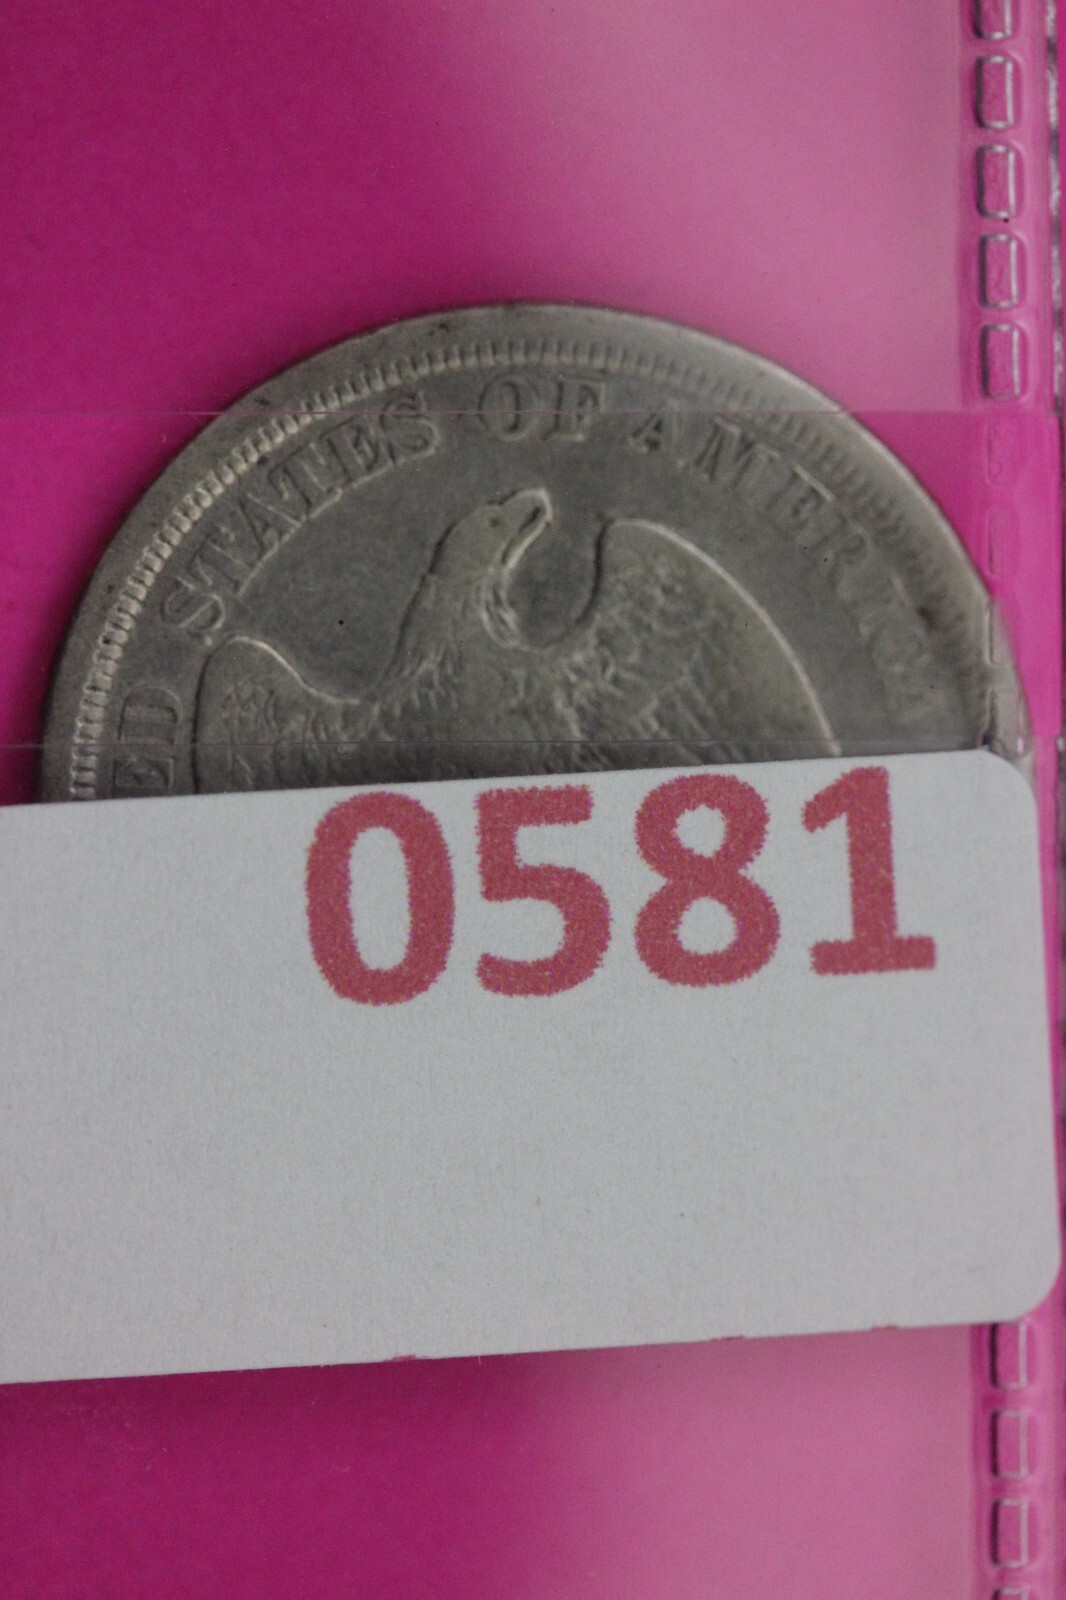 ED STATES OF AMERICA
0581